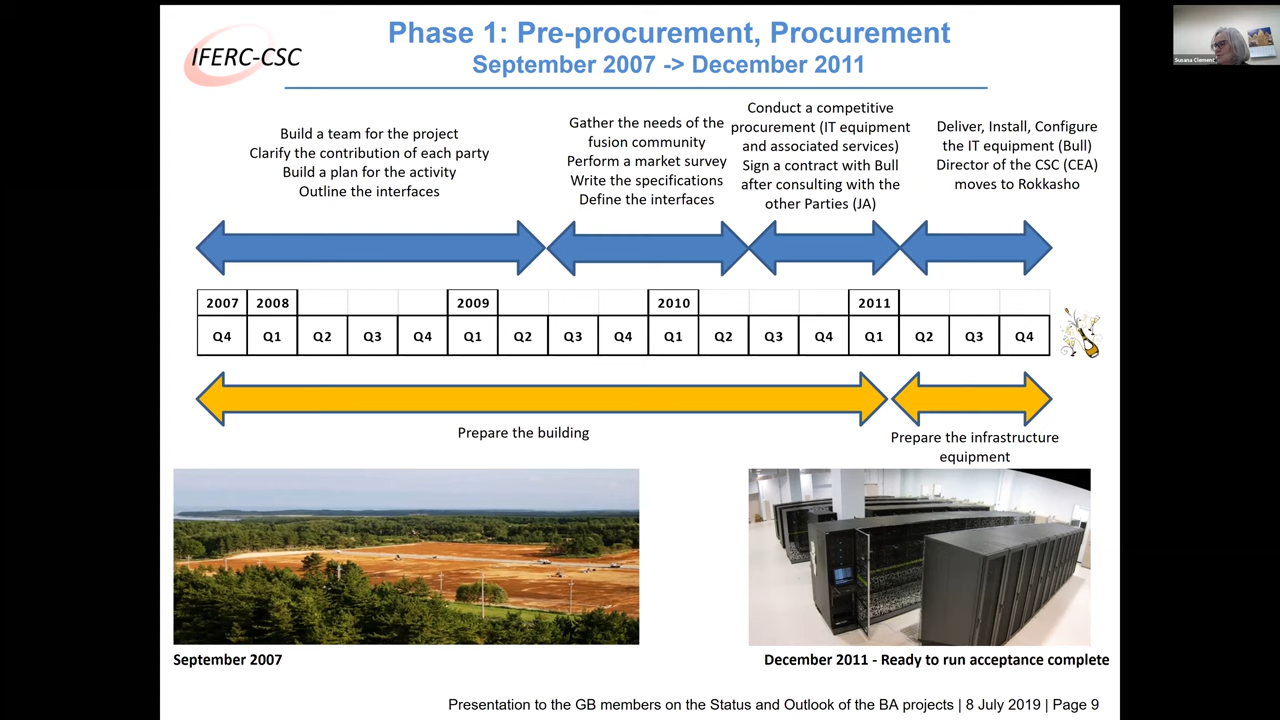 IFERC-CSC
Phase 1: Pre-procurement, Procurement
September 2007 -> December 2011
Susana Clement
Build a team for the project
Clarify the contribution of each party
Build a plan for the activity
Outline the interfaces
Gather the needs of the
fusion community
Perform a market survey
Write the specifications
Define the interfaces
Conduct a competitive
procurement (IT equipment
and associated services)
Sign a contract with Bull
after consulting with the
other Parties (JA)
Deliver, Install, Configure
the IT equipment (Bull)
Director of the CSC (CEA)
moves to Rokkasho
2007 2008 2009 2010 2011
Q4 Q1 Q2 Q3 Q4 Q1 Q2 Q3 Q4 Q1 Q2 Q3 Q4 Q1 Q2 Q3 Q4
Prepare the building
Prepare the infrastructure
equipment
September 2007
December 2011 - Ready to run acceptance complete
Presentation to the GB members on the Status and Outlook of the BA projects | 8 July 2019 | Page 9